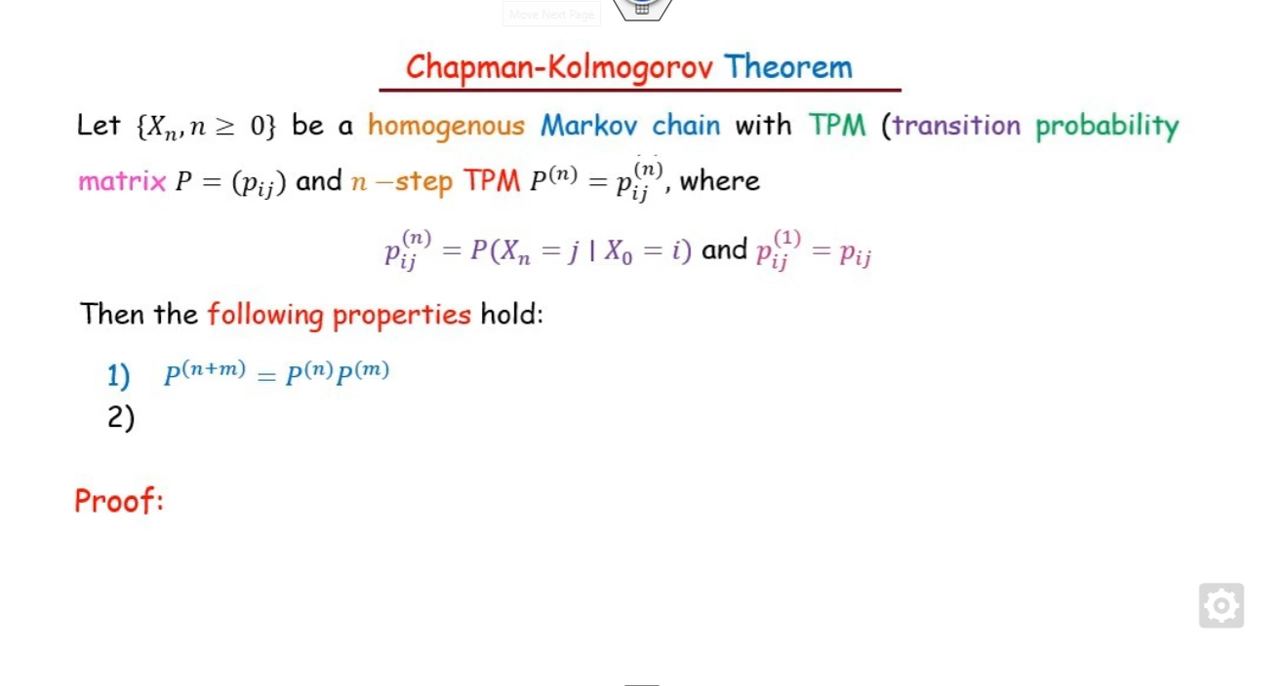 Move Next Page
Chapman-Kolmogorov Theorem
Let {Xₙ, n ≥ 0} be a homogenous Markov chain with TPM (transition probability
matrix P = (pᵢⱼ) and n −step TPM P⁽ⁿ⁾ = pᵢⱼ⁽ⁿ⁾, where
pᵢⱼ⁽ⁿ⁾ = P(Xₙ = j | X₀ = i) and pᵢⱼ⁽¹⁾ = pᵢⱼ
Then the following properties hold:
1) P⁽ⁿ⁺ᵐ⁾ = P⁽ⁿ⁾P⁽ᵐ⁾
2)
Proof: